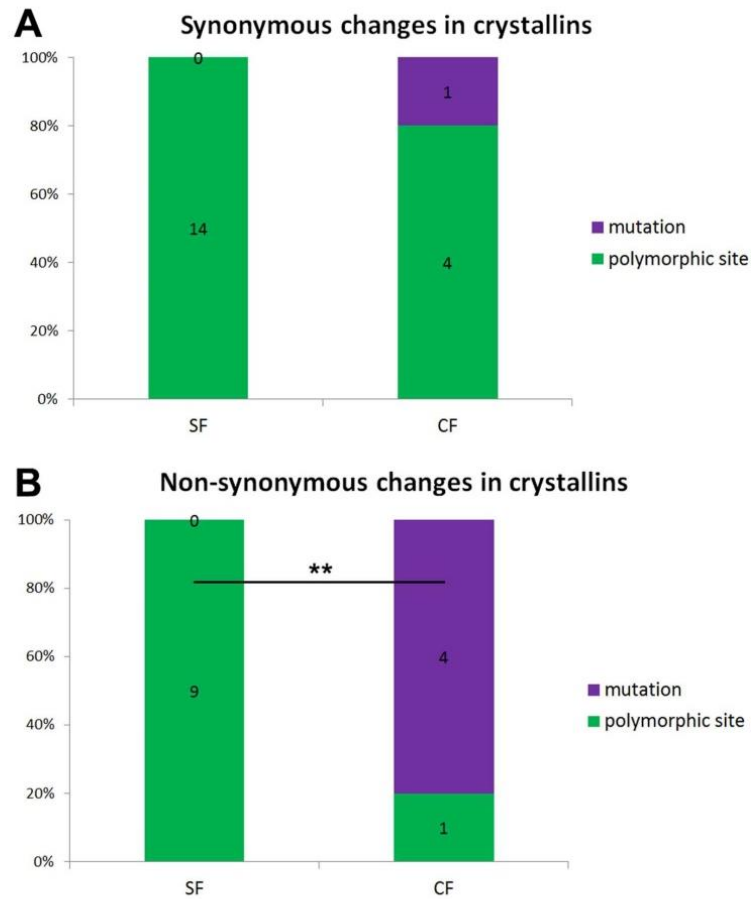 A
Synonymous changes in crystallins
100%
80%
60%
40%
20%
0%
0
14
1
4
SF
CF
mutation
polymorphic site
B
Non-synonymous changes in crystallins
100%
80%
60%
40%
20%
0%
0
9
**
4
1
SF
CF
mutation
polymorphic site